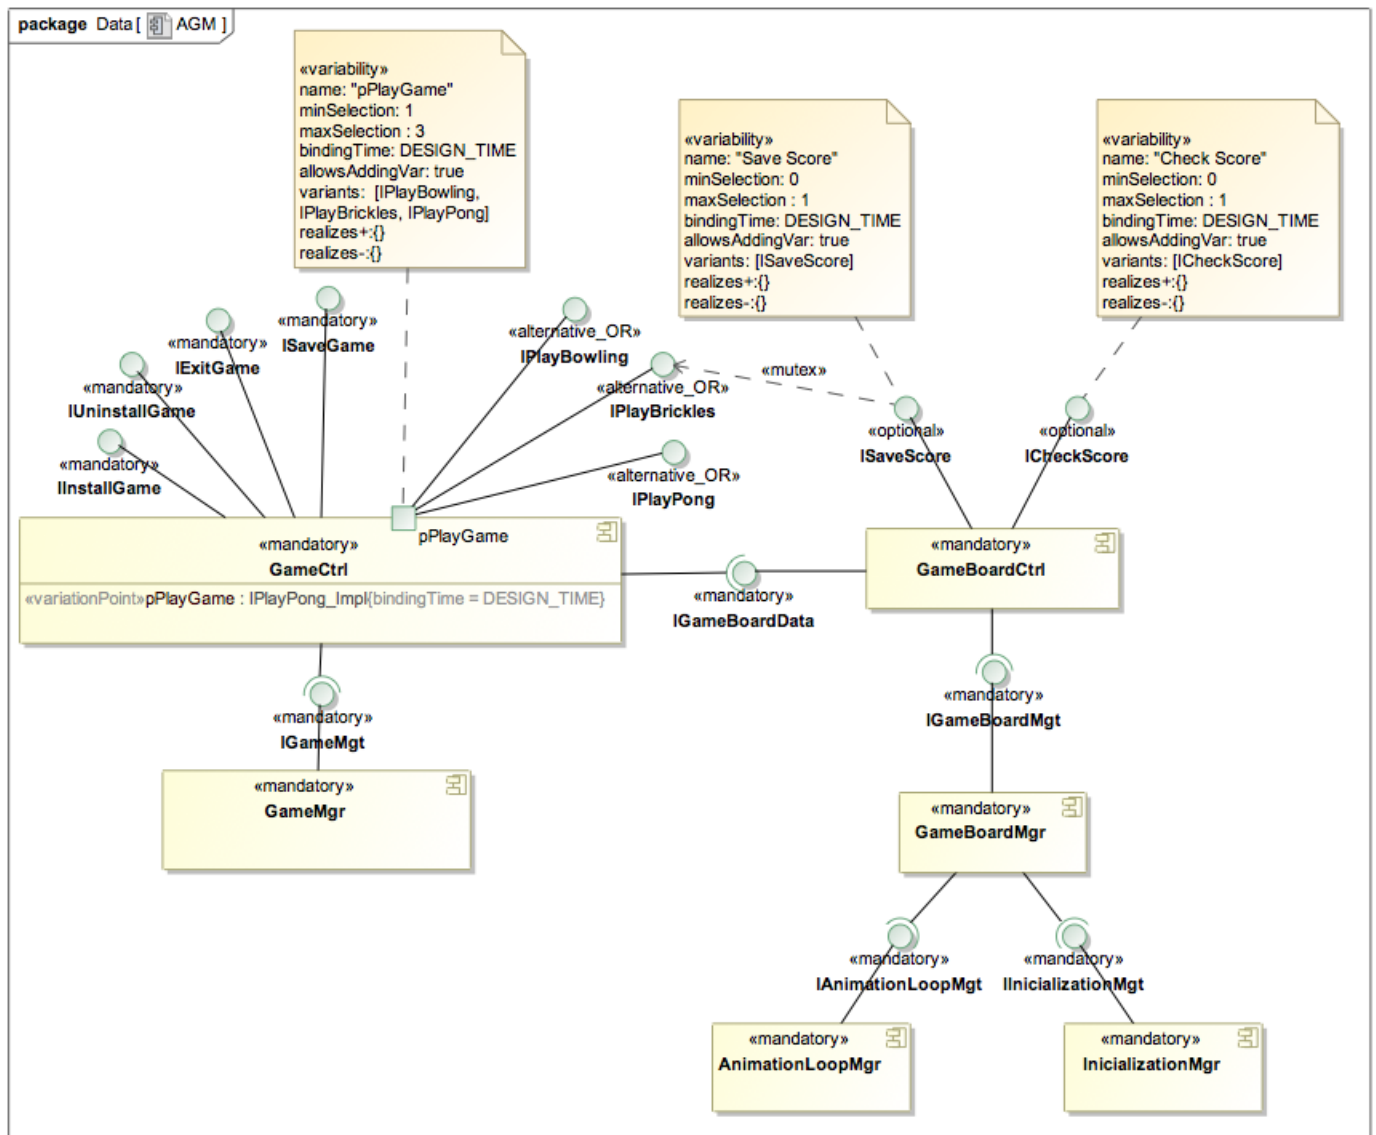 package Data [ AGM ]
«variability»
name: "pPlayGame"
minSelection: 1
maxSelection : 3
bindingTime: DESIGN_TIME
allowsAddingVar: true
variants: [IPlayBowling,
IPlayBrickles, IPlayPong]
realizes+:{}
realizes-:{}
«variability»
name: "Save Score"
minSelection: 0
maxSelection : 1
bindingTime: DESIGN_TIME
allowsAddingVar: true
variants: [ISaveScore]
realizes+:{}
realizes-:{}
«variability»
name: "Check Score"
minSelection: 0
maxSelection : 1
bindingTime: DESIGN_TIME
allowsAddingVar: true
variants: [ICheckScore]
realizes+:{}
realizes-:{}
«mandatory»
ISaveGame
«mandatory»
IExitGame
«mandatory»
IUninstallGame
«mandatory»
IInstallGame
«alternative_OR»
IPlayBowling
«alternative_OR»
IPlayBrickles
«alternative_OR»
IPlayPong
«mutex»
«optional»
ISaveScore
«optional»
ICheckScore
pPlayGame
«mandatory»
GameCtrl
«variationPoint»pPlayGame : IPlayPong_Impl{bindingTime = DESIGN_TIME}
«mandatory»
IGameBoardData
«mandatory»
GameBoardCtrl
«mandatory»
IGameMgt
«mandatory»
GameMgr
«mandatory»
IGameBoardMgt
«mandatory»
GameBoardMgr
«mandatory»
IAnimationLoopMgt
«mandatory»
IInicializationMgt
«mandatory»
AnimationLoopMgr
«mandatory»
InicializationMgr